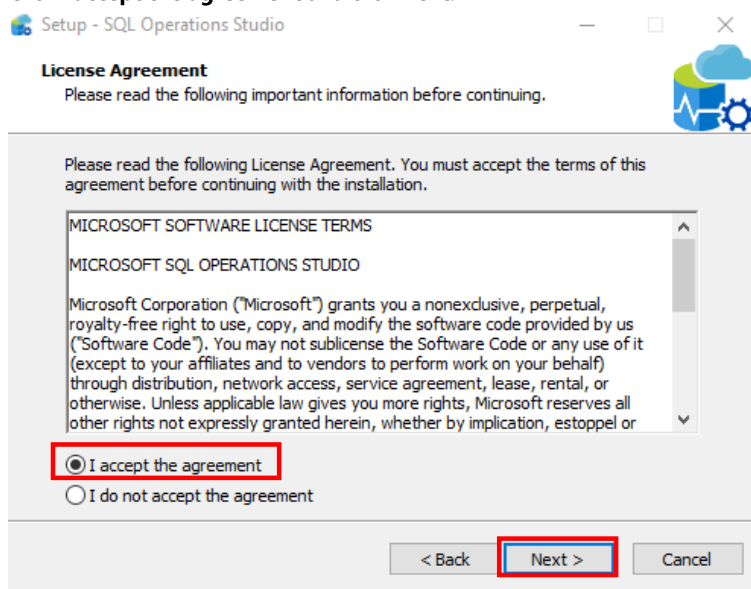 Setup - SQL Operations Studio
License Agreement
Please read the following important information before continuing.
Please read the following License Agreement. You must accept the terms of this
agreement before continuing with the installation.
MICROSOFT SOFTWARE LICENSE TERMS
MICROSOFT SQL OPERATIONS STUDIO
Microsoft Corporation ("Microsoft") grants you a nonexclusive, perpetual,
royalty-free right to use, copy, and modify the software code provided by us
("Software Code"). You may not sublicense the Software Code or any use of it
(except to your affiliates and to vendors to perform work on your behalf)
through distribution, network access, service agreement, lease, rental, or
otherwise. Unless applicable law gives you more rights, Microsoft reserves all
other rights not expressly granted herein, whether by implication, estoppel or
I accept the agreement
I do not accept the agreement
< Back Next > Cancel